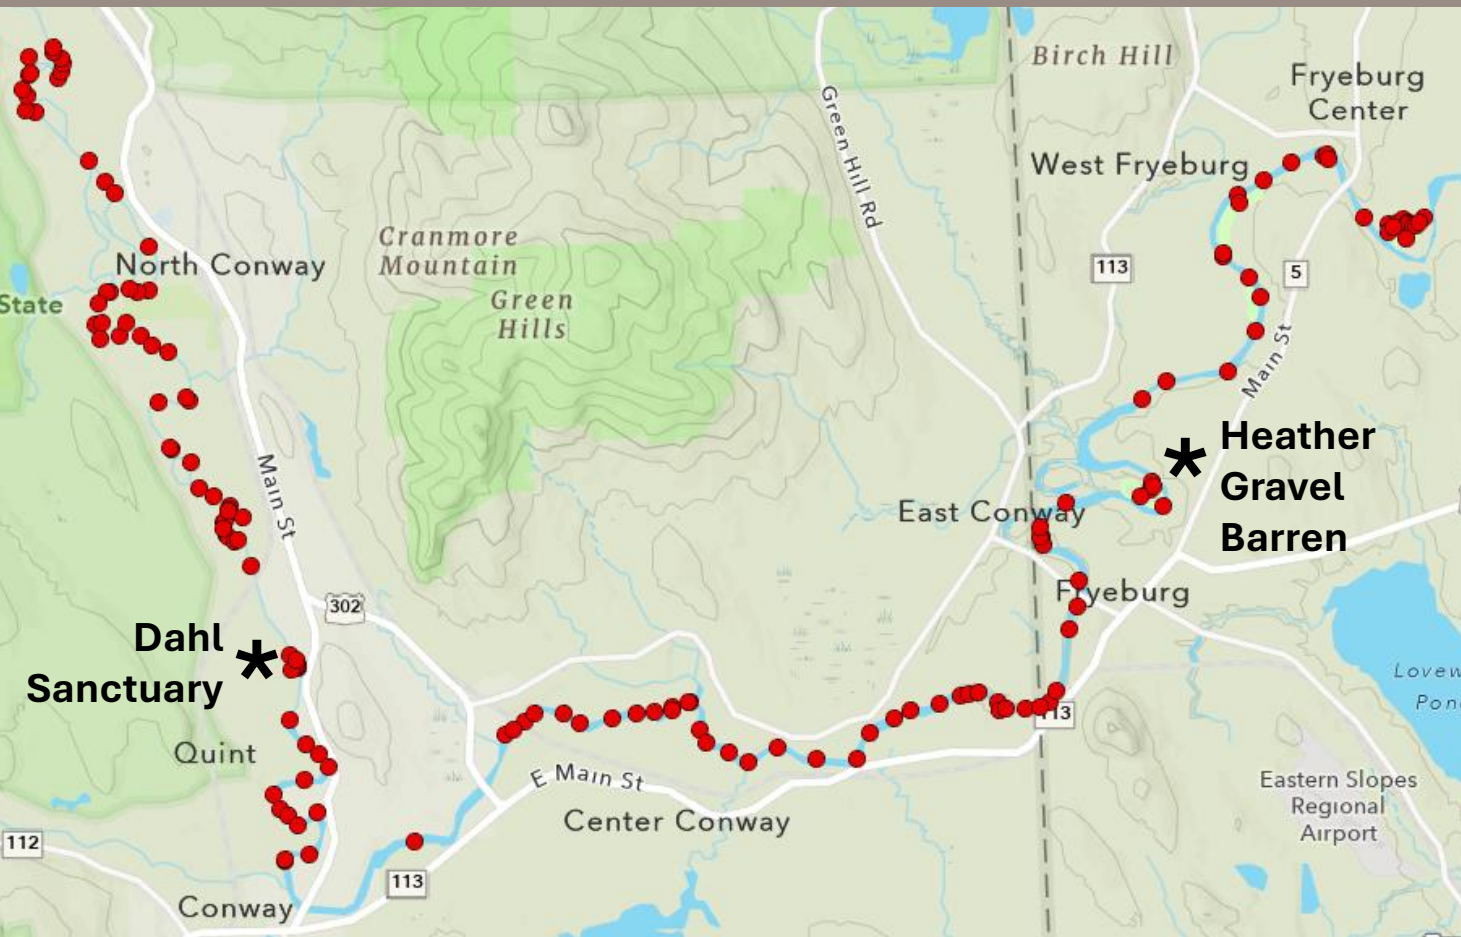 Birch Hill
Fryeburg
Center
Green Hill Rd
West Fryeburg
Cranmore
Mountain
North Conway
113
5
State
Green
Hills
Main St
Heather
Gravel
Barren
Main St
East Conway
Fryeburg
302
Dahl
Sanctuary
Lovew
Pon
113
Quint
E Main St
Eastern Slopes
Regional
Airport
Center Conway
112
113
Conway